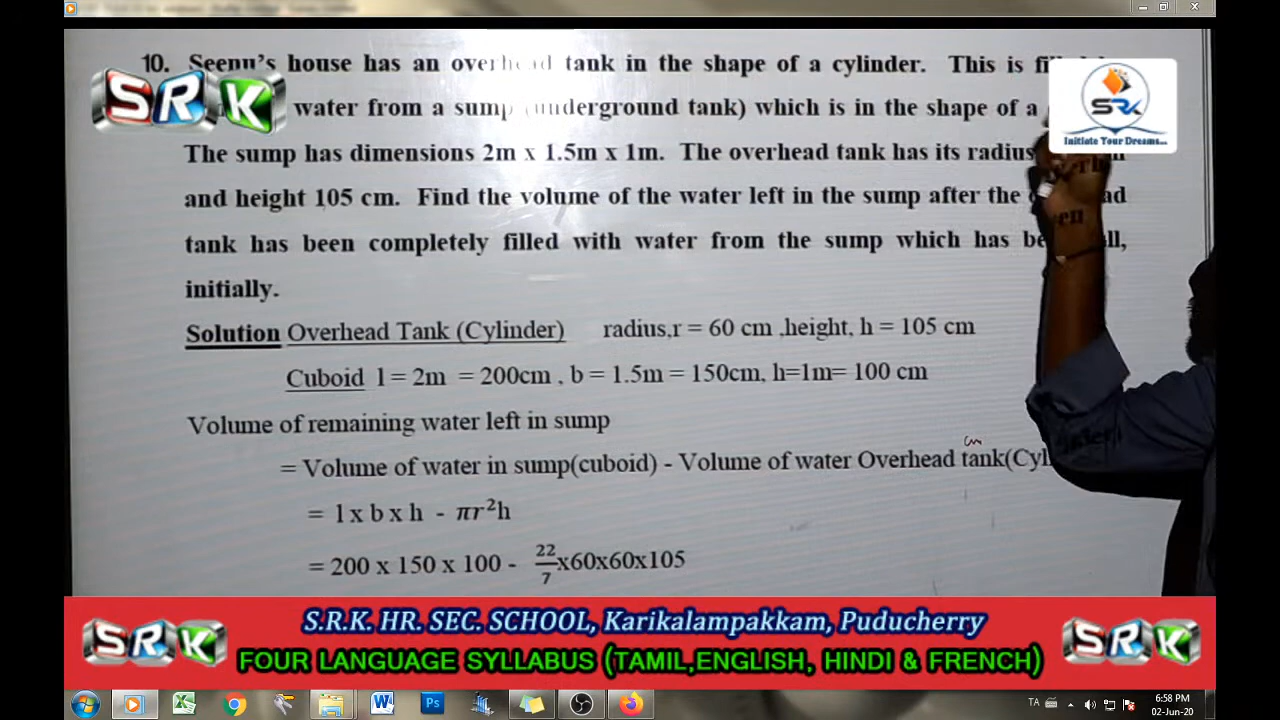 10. Seenu's house has an overhead tank in the shape of a cylinder. This is
SRK water from a sump (underground tank) which is in the shape of a
SRK
Initiate Your Dreams...
The sump has dimensions 2m x 1.5m x 1m. The overhead tank has its radius
and height 105 cm. Find the volume of the water left in the sump after the
tank has been completely filled with water from the sump which has
initially.
Solution Overhead Tank (Cylinder) radius,r = 60 cm ,height, h = 105 cm
Cuboid l = 2m = 200cm , b = 1.5m = 150cm, h=1m= 100 cm
Volume of remaining water left in sump
cm
= Volume of water in sump(cuboid) - Volume of water Overhead tank(Cyl
= l x b x h - πr²h
= 200 x 150 x 100 - 22/7x60x60x105
SRK S.R.K. HR. SEC. SCHOOL, Karikalampakkam, Puducherry SRK
FOUR LANGUAGE SYLLABUS (TAMIL,ENGLISH, HINDI & FRENCH)
TA 6:58 PM
02-Jun-20